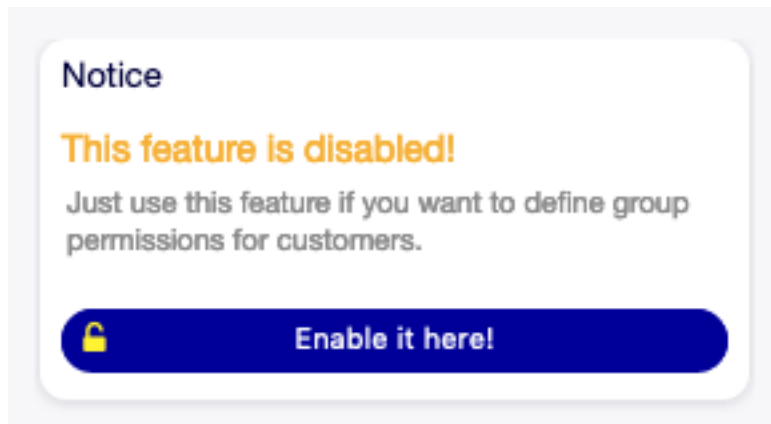 Notice
This feature is disabled!
Just use this feature if you want to define group
permissions for customers.
Enable it here!